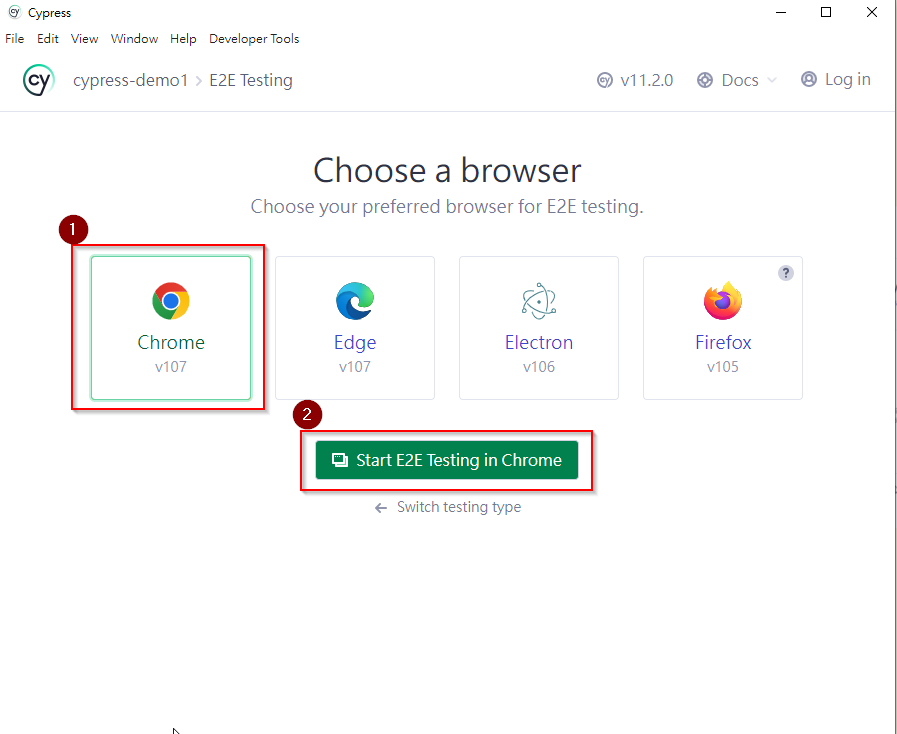 Cypress
File Edit View Window Help Developer Tools
cy cypress-demo1 > E2E Testing cy v11.2.0 Docs Log in
Choose a browser
Choose your preferred browser for E2E testing.
1
?
Chrome Edge Electron Firefox
v107 v107 v106 v105
2
Start E2E Testing in Chrome
← Switch testing type